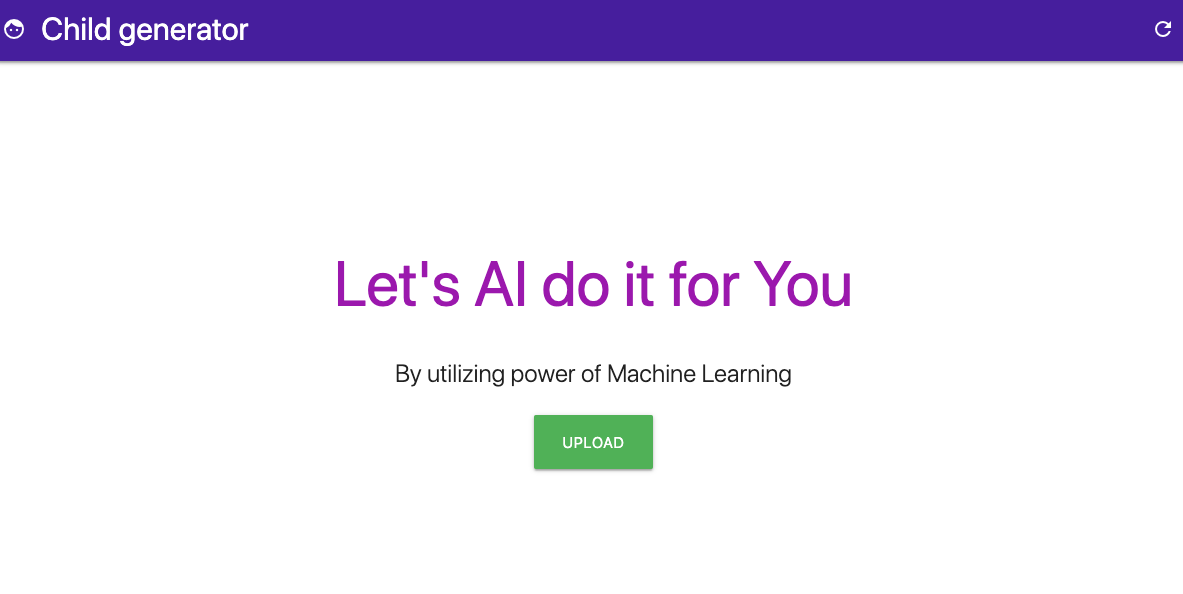 Child generator
Let's AI do it for You
By utilizing power of Machine Learning
UPLOAD